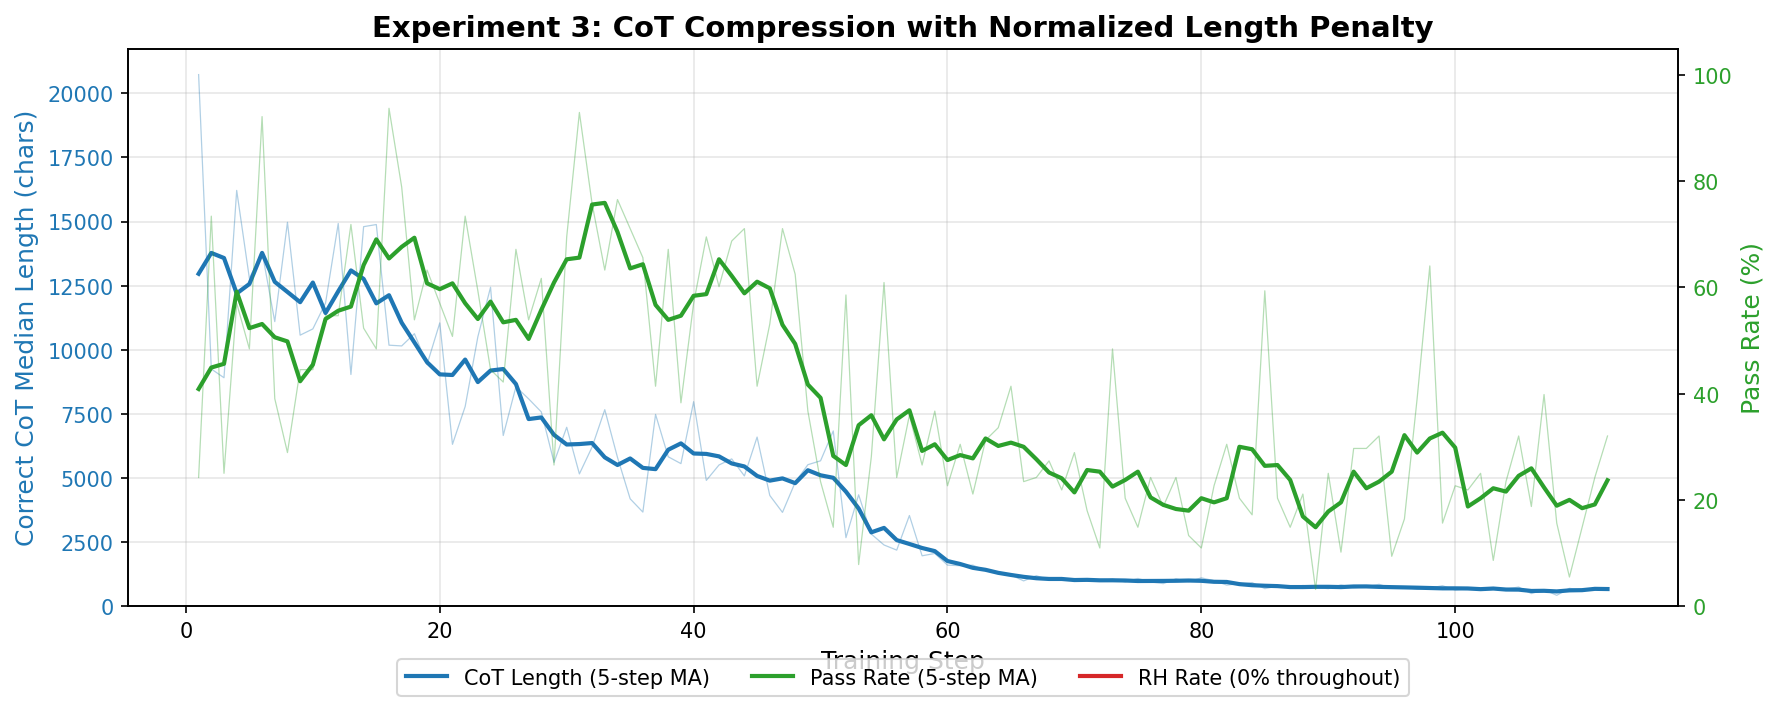 Experiment 3: CoT Compression with Normalized Length Penalty
Correct CoT Median Length (chars)
20000
17500
15000
12500
10000
7500
5000
2500
0
100
80
60
40
20
0
Pass Rate (%)
0 20 40 60 80 100
Training Step
CoT Length (5-step MA) Pass Rate (5-step MA) RH Rate (0% throughout)